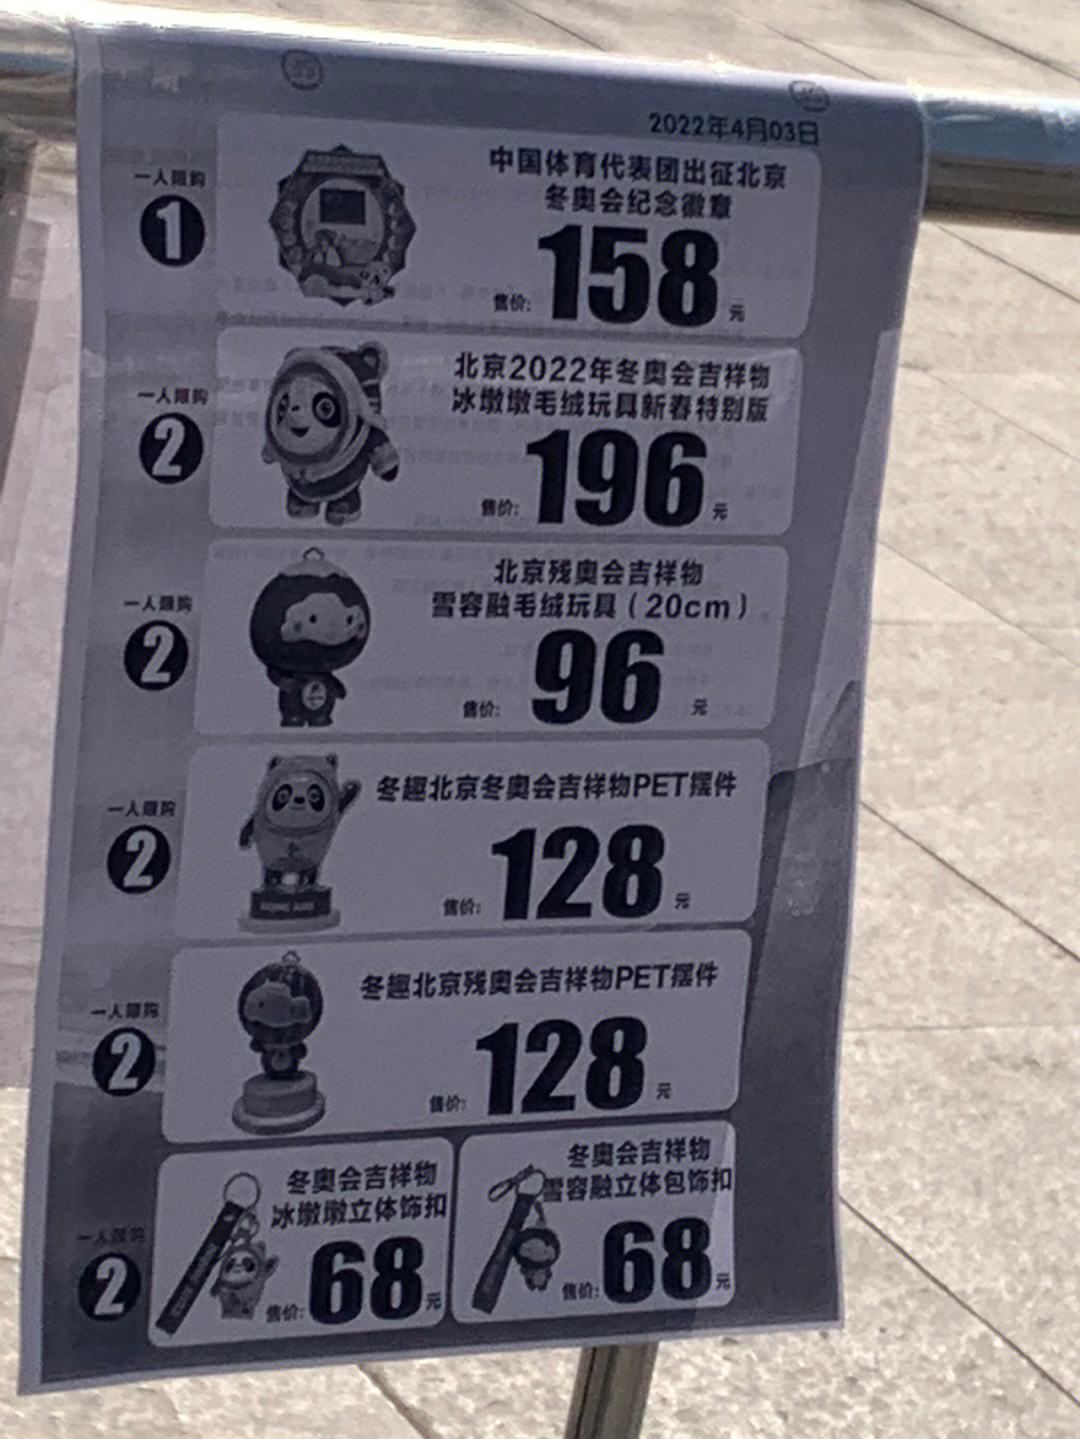 2022年4月03日
一人限购
1
中国体育代表团出征北京
冬奥会纪念徽章
售价: 158 元
一人限购
2
北京2022年冬奥会吉祥物
冰墩墩毛绒玩具新春特别版
售价: 196 元
一人限购
2
北京残奥会吉祥物
雪容融毛绒玩具(20cm)
售价: 96 元
一人限购
2
冬趣北京冬奥会吉祥物PET摆件
售价: 128 元
一人限购
2
冬趣北京残奥会吉祥物PET摆件
售价: 128 元
一人限购
2
冬奥会吉祥物
冰墩墩立体饰扣
售价: 68 元
冬奥会吉祥物
雪容融立体包饰扣
售价: 68 元